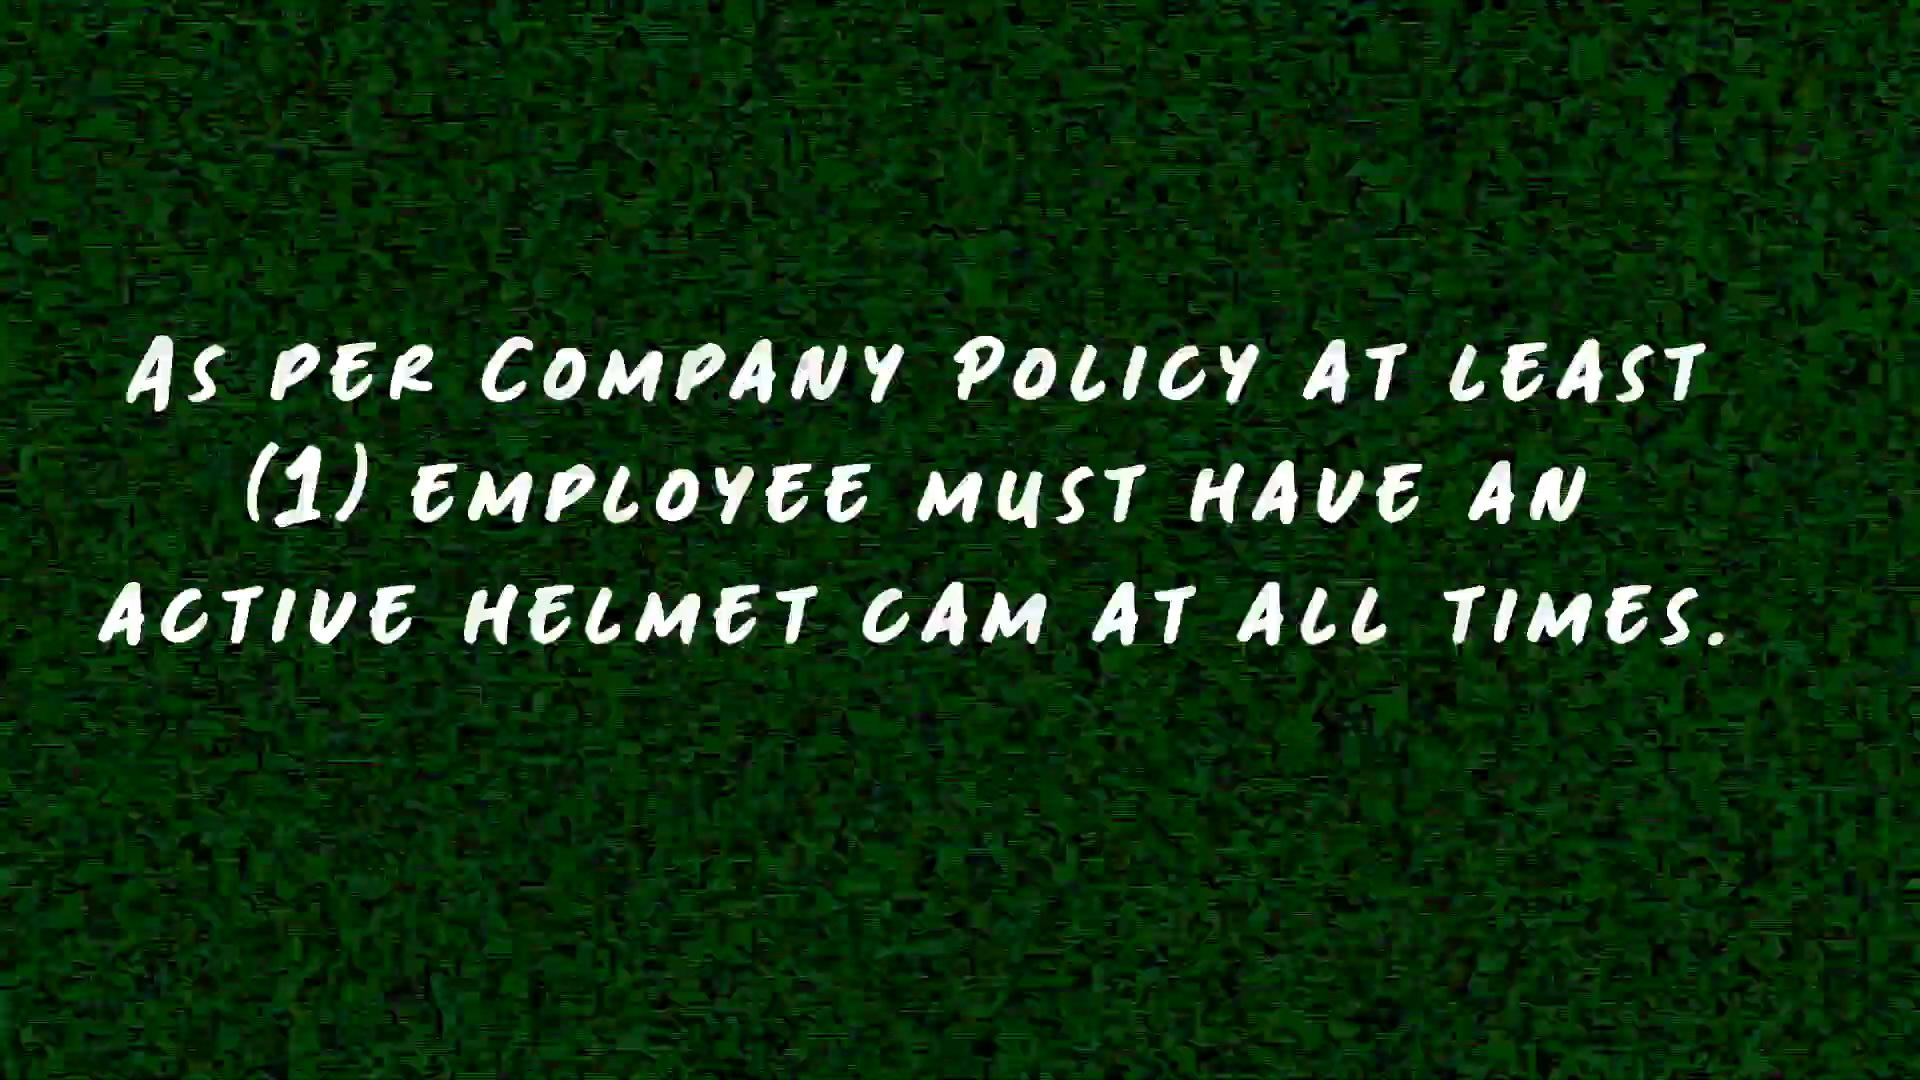 As per Company Policy at least
(1) employee must have an
active helmet cam at all times.